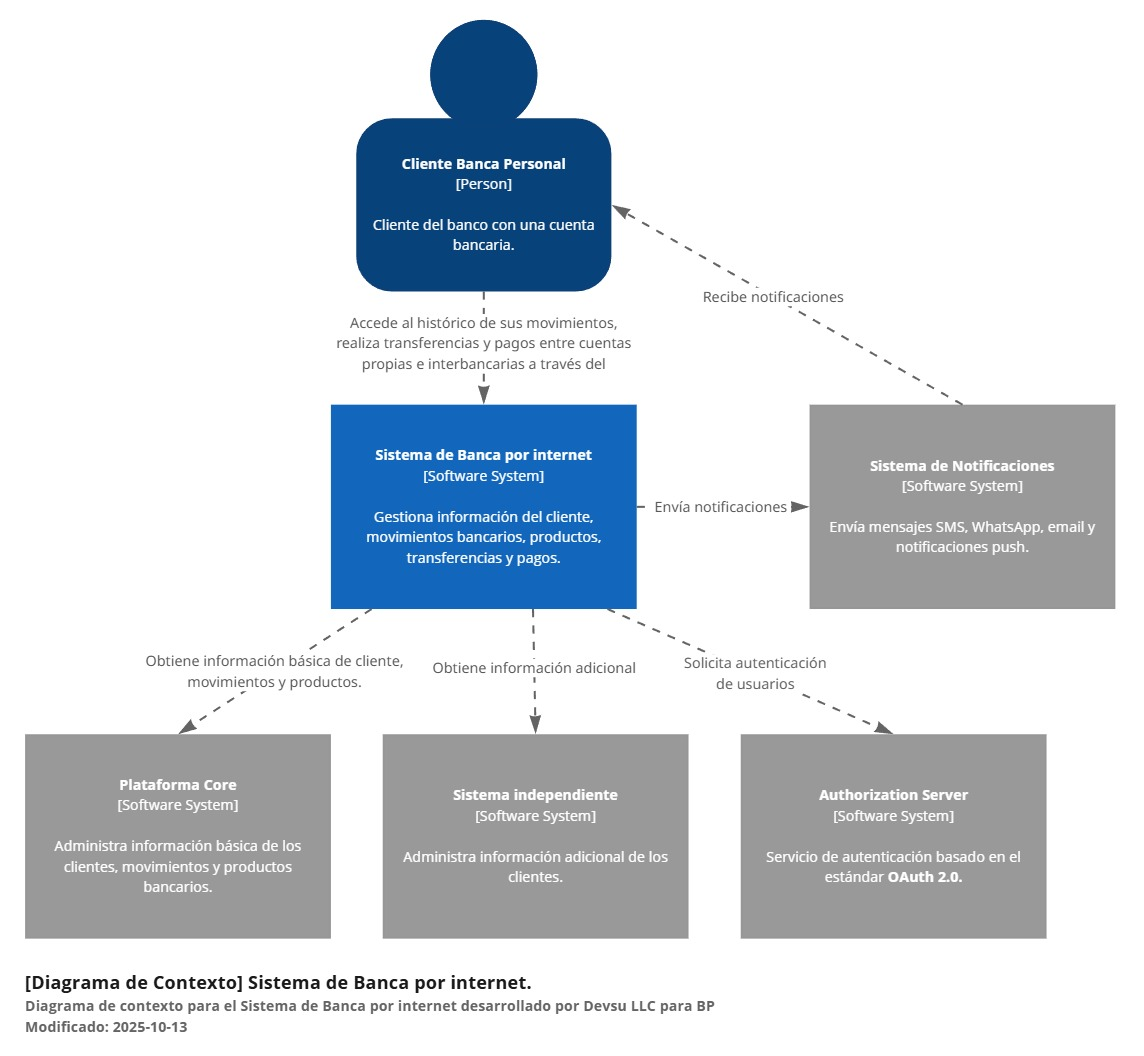 Cliente Banca Personal
[Person]
Cliente del banco con una cuenta
bancaria.
Recibe notificaciones
Accede al histórico de sus movimientos,
realiza transferencias y pagos entre cuentas
propias e interbancarias a través del
Sistema de Banca por internet
[Software System]
Gestiona información del cliente,
movimientos bancarios, productos,
transferencias y pagos.
Envía notificaciones
Sistema de Notificaciones
[Software System]
Envía mensajes SMS, WhatsApp, email y
notificaciones push.
Obtiene información básica de cliente,
movimientos y productos.
Obtiene información adicional
Solicita autenticación
de usuarios
Plataforma Core
[Software System]
Administra información básica de los
clientes, movimientos y productos
bancarios.
Sistema independiente
[Software System]
Administra información adicional de los
clientes.
Authorization Server
[Software System]
Servicio de autenticación basado en el
estándar OAuth 2.0.
[Diagrama de Contexto] Sistema de Banca por internet.
Diagrama de contexto para el Sistema de Banca por internet desarrollado por Devsu LLC para BP
Modificado: 2025-10-13